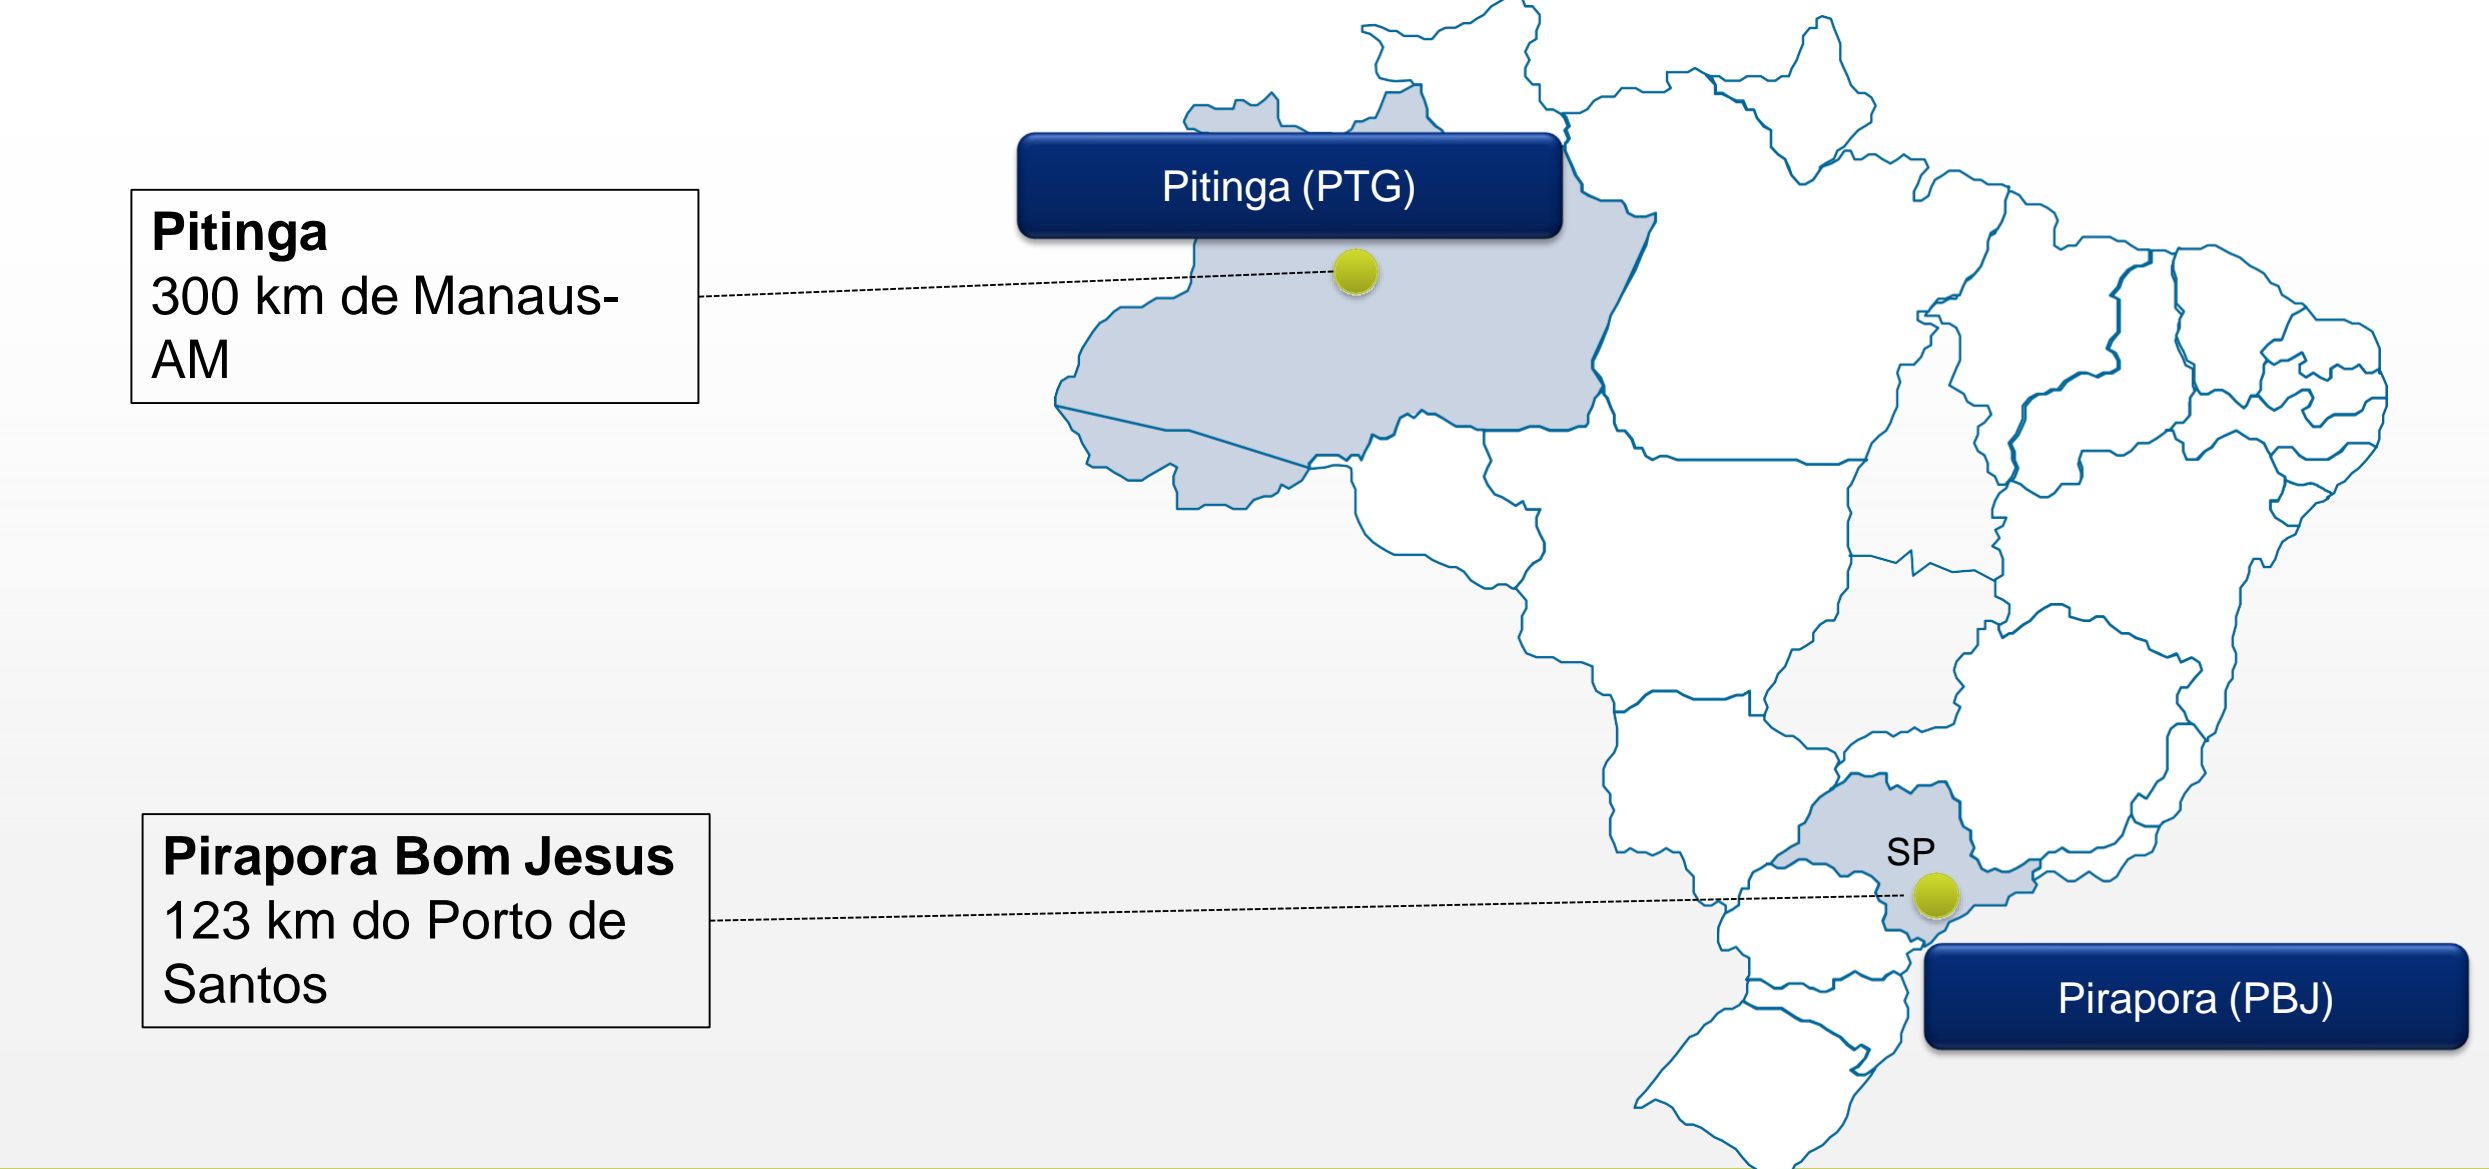 Pitinga (PTG)
Pitinga
300 km de Manaus-
AM
SP
Pirapora Bom Jesus
123 km do Porto de
Santos
Pirapora (PBJ)